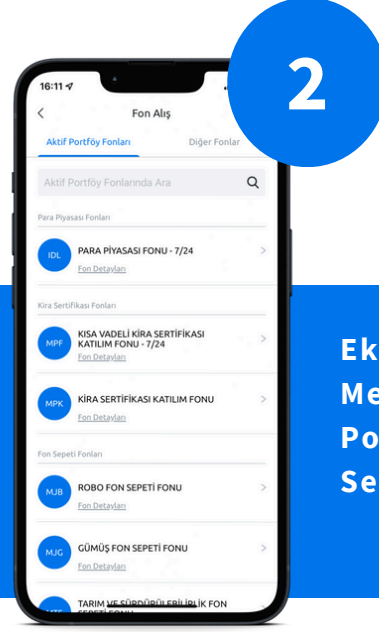 2
16:11
Fon Alış
Aktif Portföy Fonları
Diğer Fonlar
Aktif Portföy Fonlarında Ara
Para Piyasası Fonları
IDL
PARA PİYASASI FONU - 7/24
Fon Detayları
Kira Sertifikası Fonları
MPF
KISA VADELİ KİRA SERTİFİKASI
KATILIM FONU - 7/24
Fon Detayları
MPK
KİRA SERTİFİKASI KATILIM FONU
Fon Detayları
Fon Sepeti Fonları
MJB
ROBO FON SEPETİ FONU
Fon Detayları
MJG
GÜMÜŞ FON SEPETİ FONU
Fon Detayları
TARIM VE SÜRDÜRÜLEBİLİRLİK FON
SEPETİ FONU
Ek
Me
Po
Se